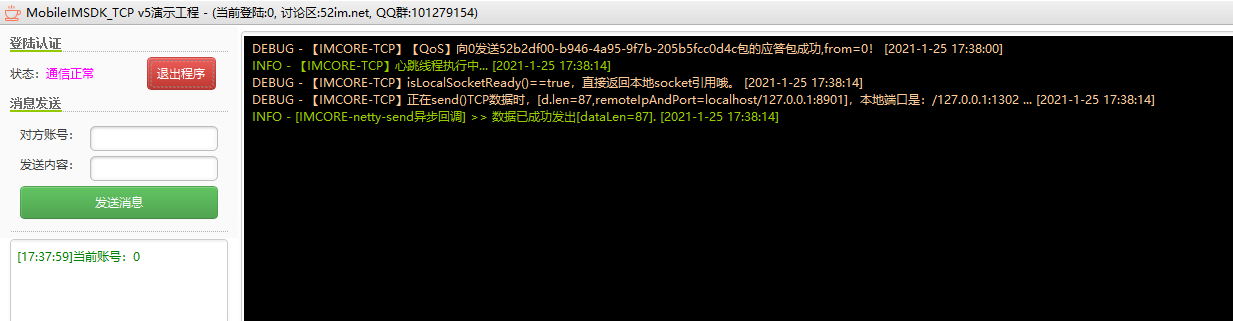 MobileIMSDK_TCP v5演示工程 - (当前登陆:0, 讨论区:52im.net, QQ群:101279154)
登陆认证
状态：通信正常
退出程序
消息发送
对方账号：
发送内容：
发送消息
[17:37:59]当前账号：0
DEBUG - 【IMCORE-TCP】【QoS】向0发送52b2df00-b946-4a95-9f7b-205b5fcc0d4c包的应答包成功,from=0！ [2021-1-25 17:38:00]
INFO - 【IMCORE-TCP】心跳线程执行中... [2021-1-25 17:38:14]
DEBUG - 【IMCORE-TCP】isLocalSocketReady()==true，直接返回本地socket引用哦。 [2021-1-25 17:38:14]
DEBUG - 【IMCORE-TCP】正在send()TCP数据时，[d.len=87,remoteIpAndPort=localhost/127.0.0.1:8901]，本地端口是：/127.0.0.1:1302 ... [2021-1-25 17:38:14]
INFO - [IMCORE-netty-send异步回调] >> 数据已成功发出[dataLen=87]. [2021-1-25 17:38:14]